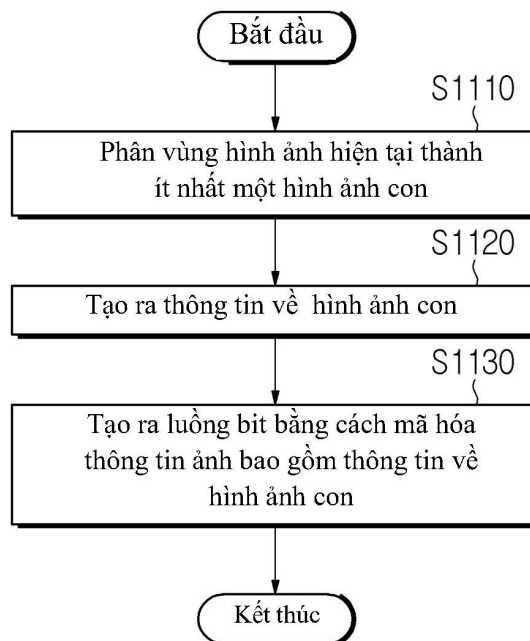 Bắt đầu
S1110
Phân vùng hình ảnh hiện tại thành
ít nhất một hình ảnh con
S1120
Tạo ra thông tin về hình ảnh con
S1130
Tạo ra luồng bit bằng cách mã hóa
thông tin ảnh bao gồm thông tin về
hình ảnh con
Kết thúc